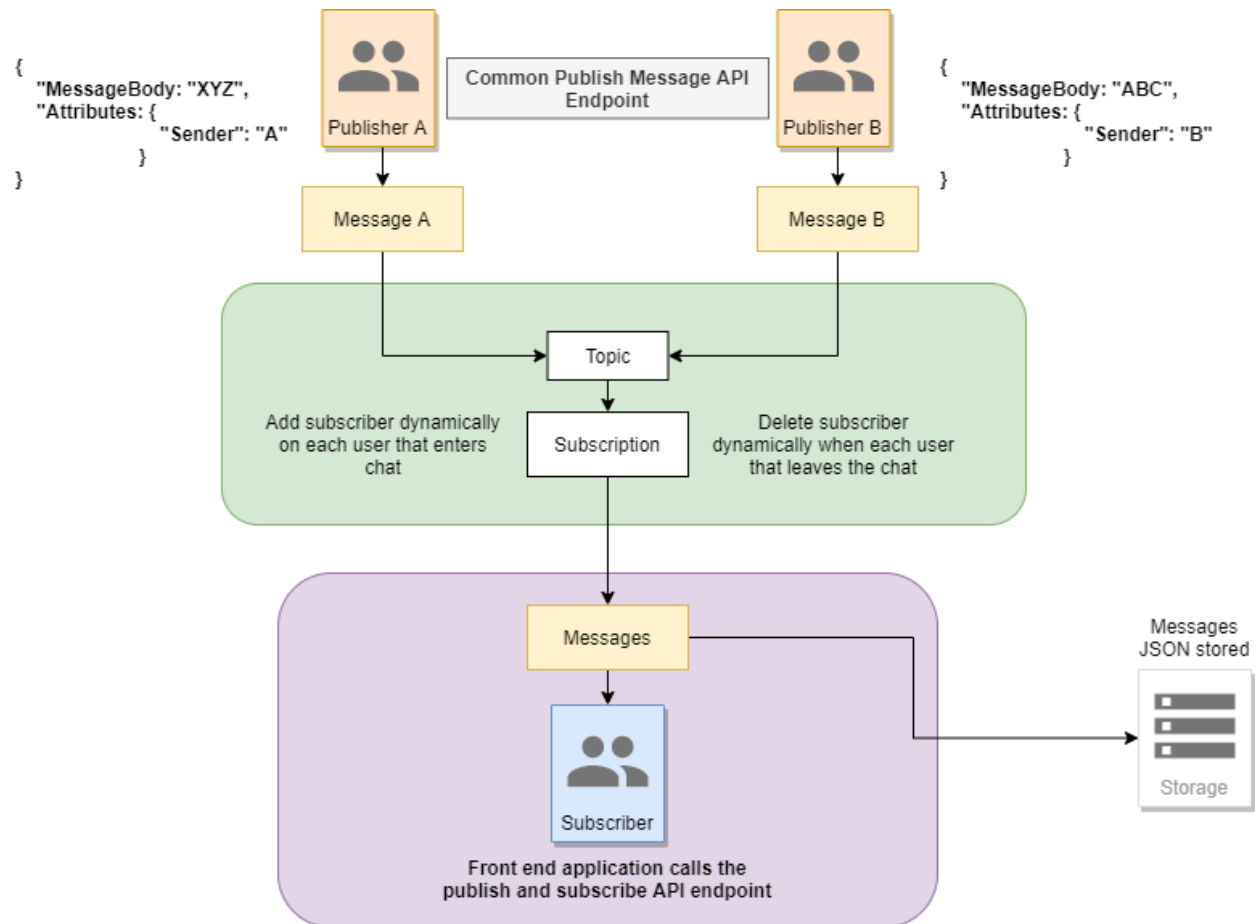 {
"MessageBody: "XYZ",
"Attributes: {
"Sender": "A"
}
}
Publisher A
Common Publish Message API
Endpoint
Publisher B
{
"MessageBody: "ABC",
"Attributes: {
"Sender": "B"
}
}
Message A
Message B
Topic
Add subscriber dynamically
on each user that enters
chat
Subscription
Delete subscriber
dynamically when each user
that leaves the chat
Messages
Messages
JSON stored
Storage
Subscriber
Front end application calls the
publish and subscribe API endpoint